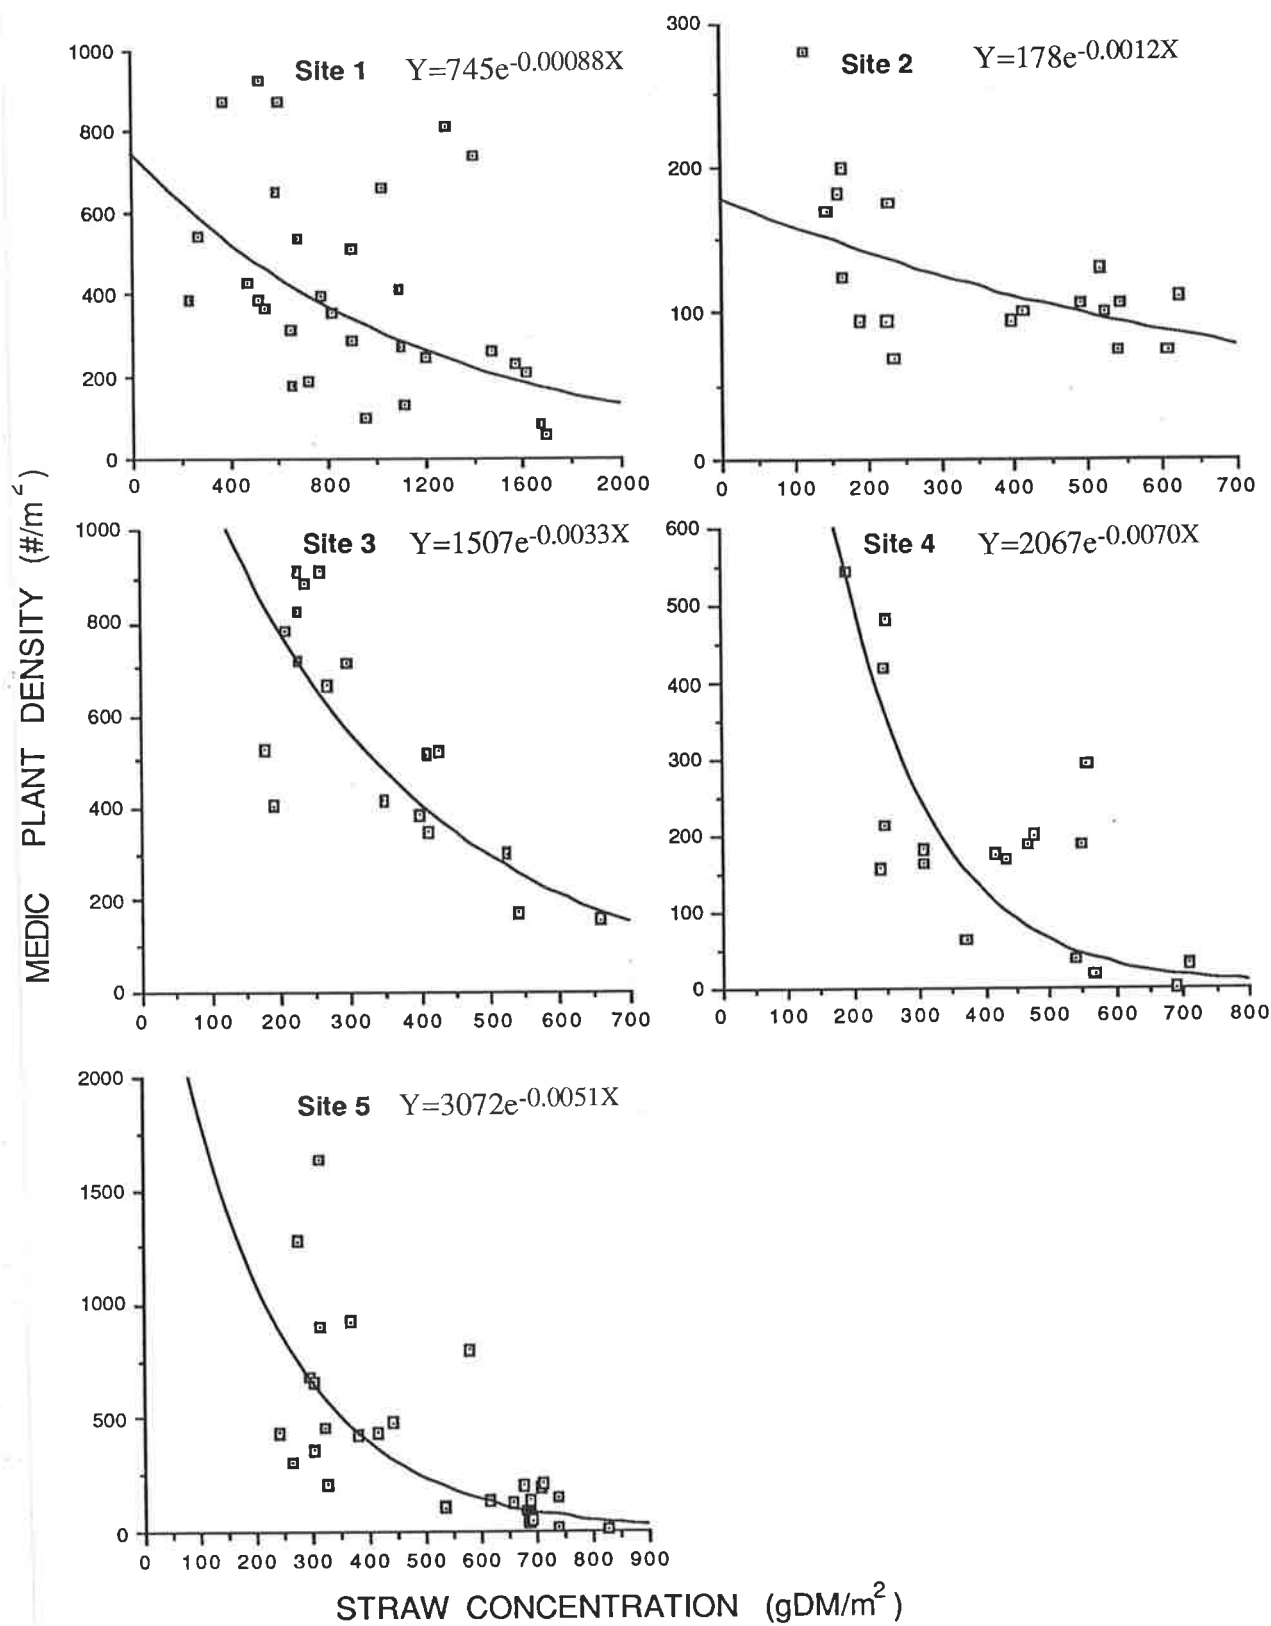 Site 1 Y=745e-0.00088X
1000
800
600
400
200
0
0 400 800 1200 1600 2000
Site 2 Y=178e-0.0012X
300
200
100
0
0 100 200 300 400 500 600 700
MEDIC PLANT DENSITY (#/m2)
Site 3 Y=1507e-0.0033X
1000
800
600
400
200
0
0 100 200 300 400 500 600 700
Site 4 Y=2067e-0.0070X
600
500
400
300
200
100
0
0 100 200 300 400 500 600 700 800
Site 5 Y=3072e-0.0051X
2000
1500
1000
500
0
0 100 200 300 400 500 600 700 800 900
STRAW CONCENTRATION (gDM/m2)